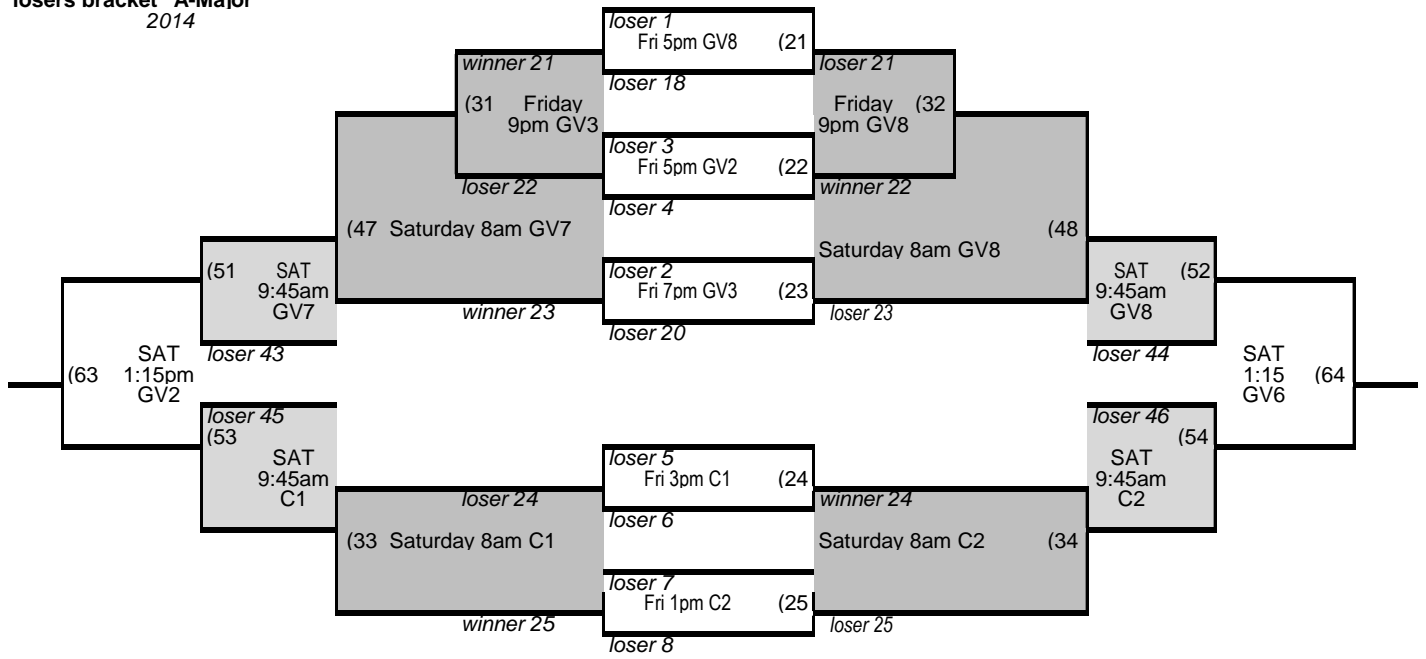 losers bracket "A-Major"
2014
loser 1
Fri 5pm GV8 (21
loser 18
winner 21
(31 Friday
9pm GV3
loser 22
loser 21
Friday (32
9pm GV8
winner 22
loser 3
Fri 5pm GV2 (22
loser 4
(47 Saturday 8am GV7
winner 23
Saturday 8am GV8 (48
loser 23
loser 2
Fri 7pm GV3 (23
loser 20
(51 SAT
9:45am
GV7
loser 43
SAT (52
9:45am
GV8
loser 44
(63 SAT
1:15pm
GV2
SAT
1:15 (64
GV6
loser 45
(53
SAT
9:45am
C1
loser 46
(54
SAT
9:45am
C2
loser 5
Fri 3pm C1 (24
loser 6
loser 24
(33 Saturday 8am C1
winner 25
winner 24
Saturday 8am C2 (34
loser 25
loser 7
Fri 1pm C2 (25
loser 8